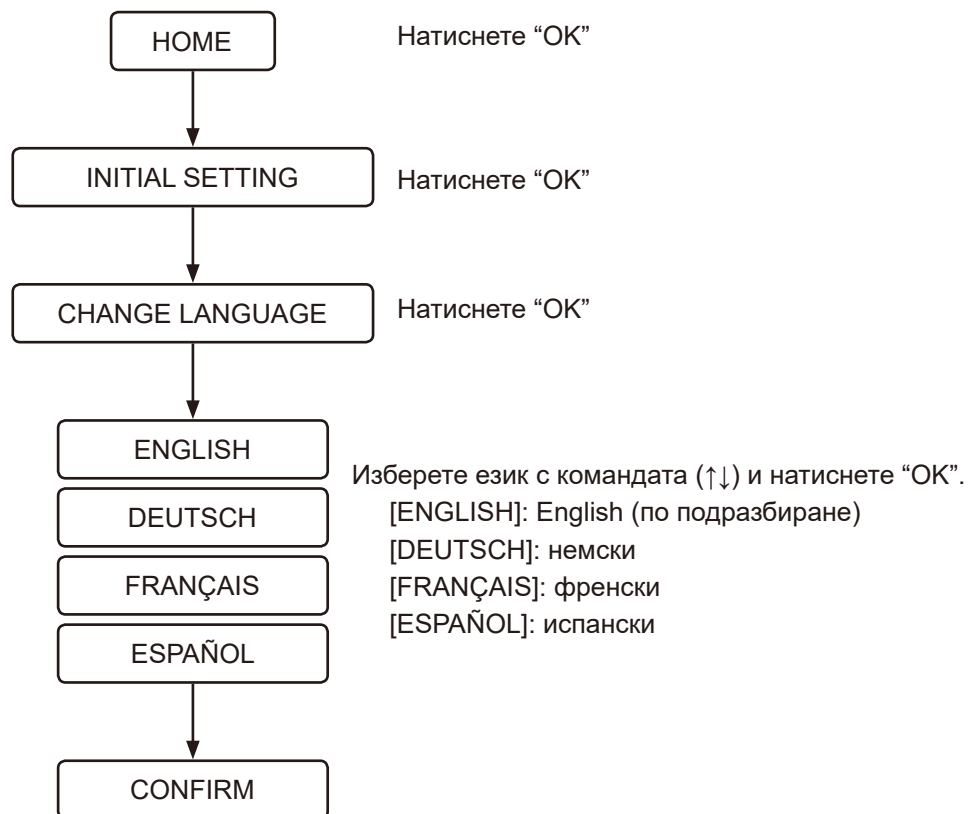 HOME
Натиснете “OK”
INITIAL SETTING
Натиснете “OK”
CHANGE LANGUAGE
Натиснете “OK”
ENGLISH
DEUTSCH
FRANÇAIS
ESPAÑOL
Изберете език с командата (↑↓) и натиснете “OK”.
[ENGLISH]: English (по подразбиране)
[DEUTSCH]: немски
[FRANÇAIS]: френски
[ESPAÑOL]: испански
CONFIRM